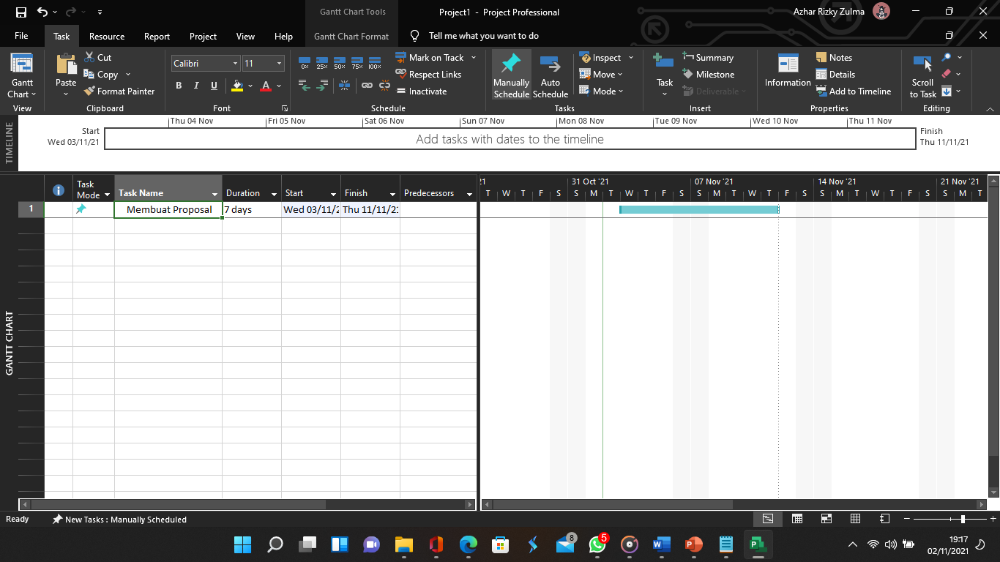 Gantt Chart Tools
Project1 - Project Professional
Azhar Rizky Zulma
File Task Resource Report Project View Help Gantt Chart Format Tell me what you want to do
Gantt Chart
View
Paste
Cut
Copy
Format Painter
Clipboard
Calibri 11
B I U A
Font
0% 25% 50% 75% 100%
Mark on Track
Respect Links
Inactivate
Schedule
Manually Schedule
Auto Schedule
Inspect
Move
Mode
Tasks
Task
Summary
Milestone
Deliverable
Insert
Information
Notes
Details
Add to Timeline
Properties
Scroll to Task
Editing
TIMELINE
Thu 04 Nov Fri 05 Nov Sat 06 Nov Sun 07 Nov Mon 08 Nov Tue 09 Nov Wed 10 Nov Thu 11 Nov
Start
Wed 03/11/21
Add tasks with dates to the timeline
Finish
Thu 11/11/21
GANTT CHART
Task Mode Task Name Duration Start Finish Predecessors
'21 31 Oct '21 07 Nov '21 14 Nov '21 21 Nov '21
T W T F S S M T W T F S S M T W T F S S M T W T F S S M T
1 Membuat Proposal 7 days Wed 03/11/2 Thu 11/11/21
Ready New Tasks : Manually Scheduled
8
5
19:17
02/11/2021